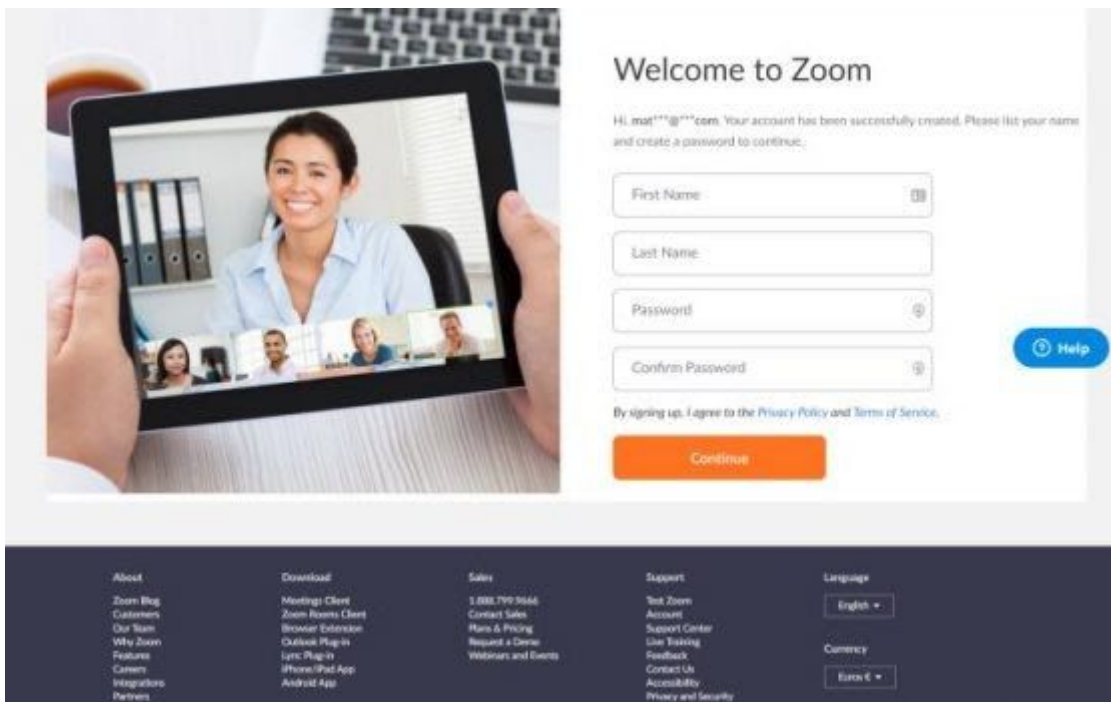 Welcome to Zoom
Hi, mat***@***com. Your account has been successfully created. Please list your name
and create a password to continue.
First Name
Last Name
Password
Confirm Password
By signing up, I agree to the Privacy Policy and Terms of Service.
Continue
Help
About
Zoom Blog
Customers
Our Team
Why Zoom
Features
Careers
Integrations
Partners
Download
Meetings Client
Zoom Rooms Client
Browser Extension
Outlook Plug-in
Lync Plug-in
iPhone/iPad App
Android App
Sales
1.888.799.9666
Contact Sales
Plans & Pricing
Request a Demo
Webinars and Events
Support
Test Zoom
Account
Support Center
Live Training
Feedback
Contact Us
Accessibility
Privacy and Security
Language
English
Currency
Euros €